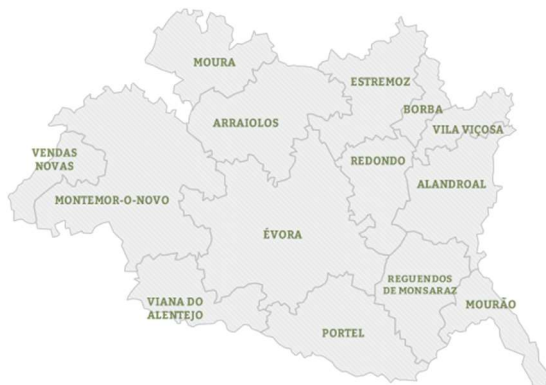 MOURA
ESTREMOZ
BORBA
ARRAIOLOS
VILA VIÇOSA
VENDAS
NOVAS
REDONDO
ALANDROAL
MONTEMOR-O-NOVO
ÉVORA
REGUENDOS
DE MONSARAZ
VIANA DO
ALENTEJO
MOURÃO
PORTEL